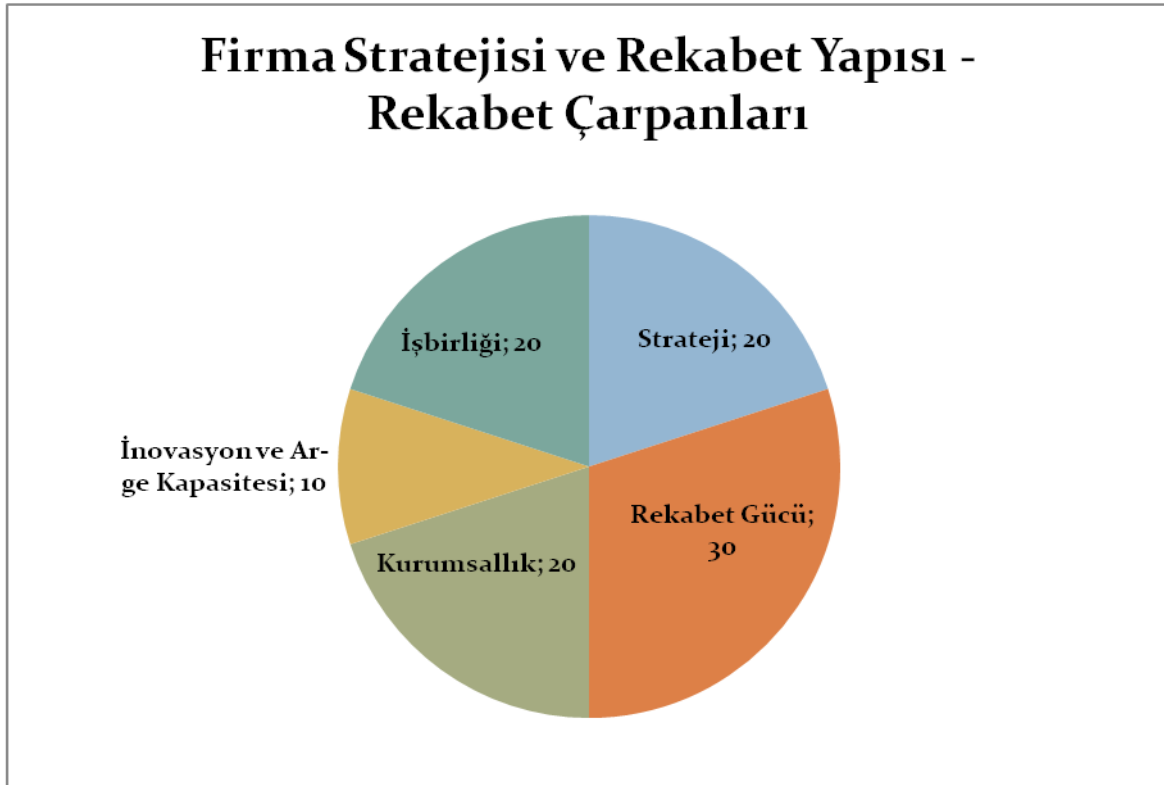 Firma Stratejisi ve Rekabet Yapısı -
Rekabet Çarpanları
İşbirliği; 20
Strateji; 20
İnovasyon ve Ar-
ge Kapasitesi; 10
Rekabet Gücü;
30
Kurumsallık; 20